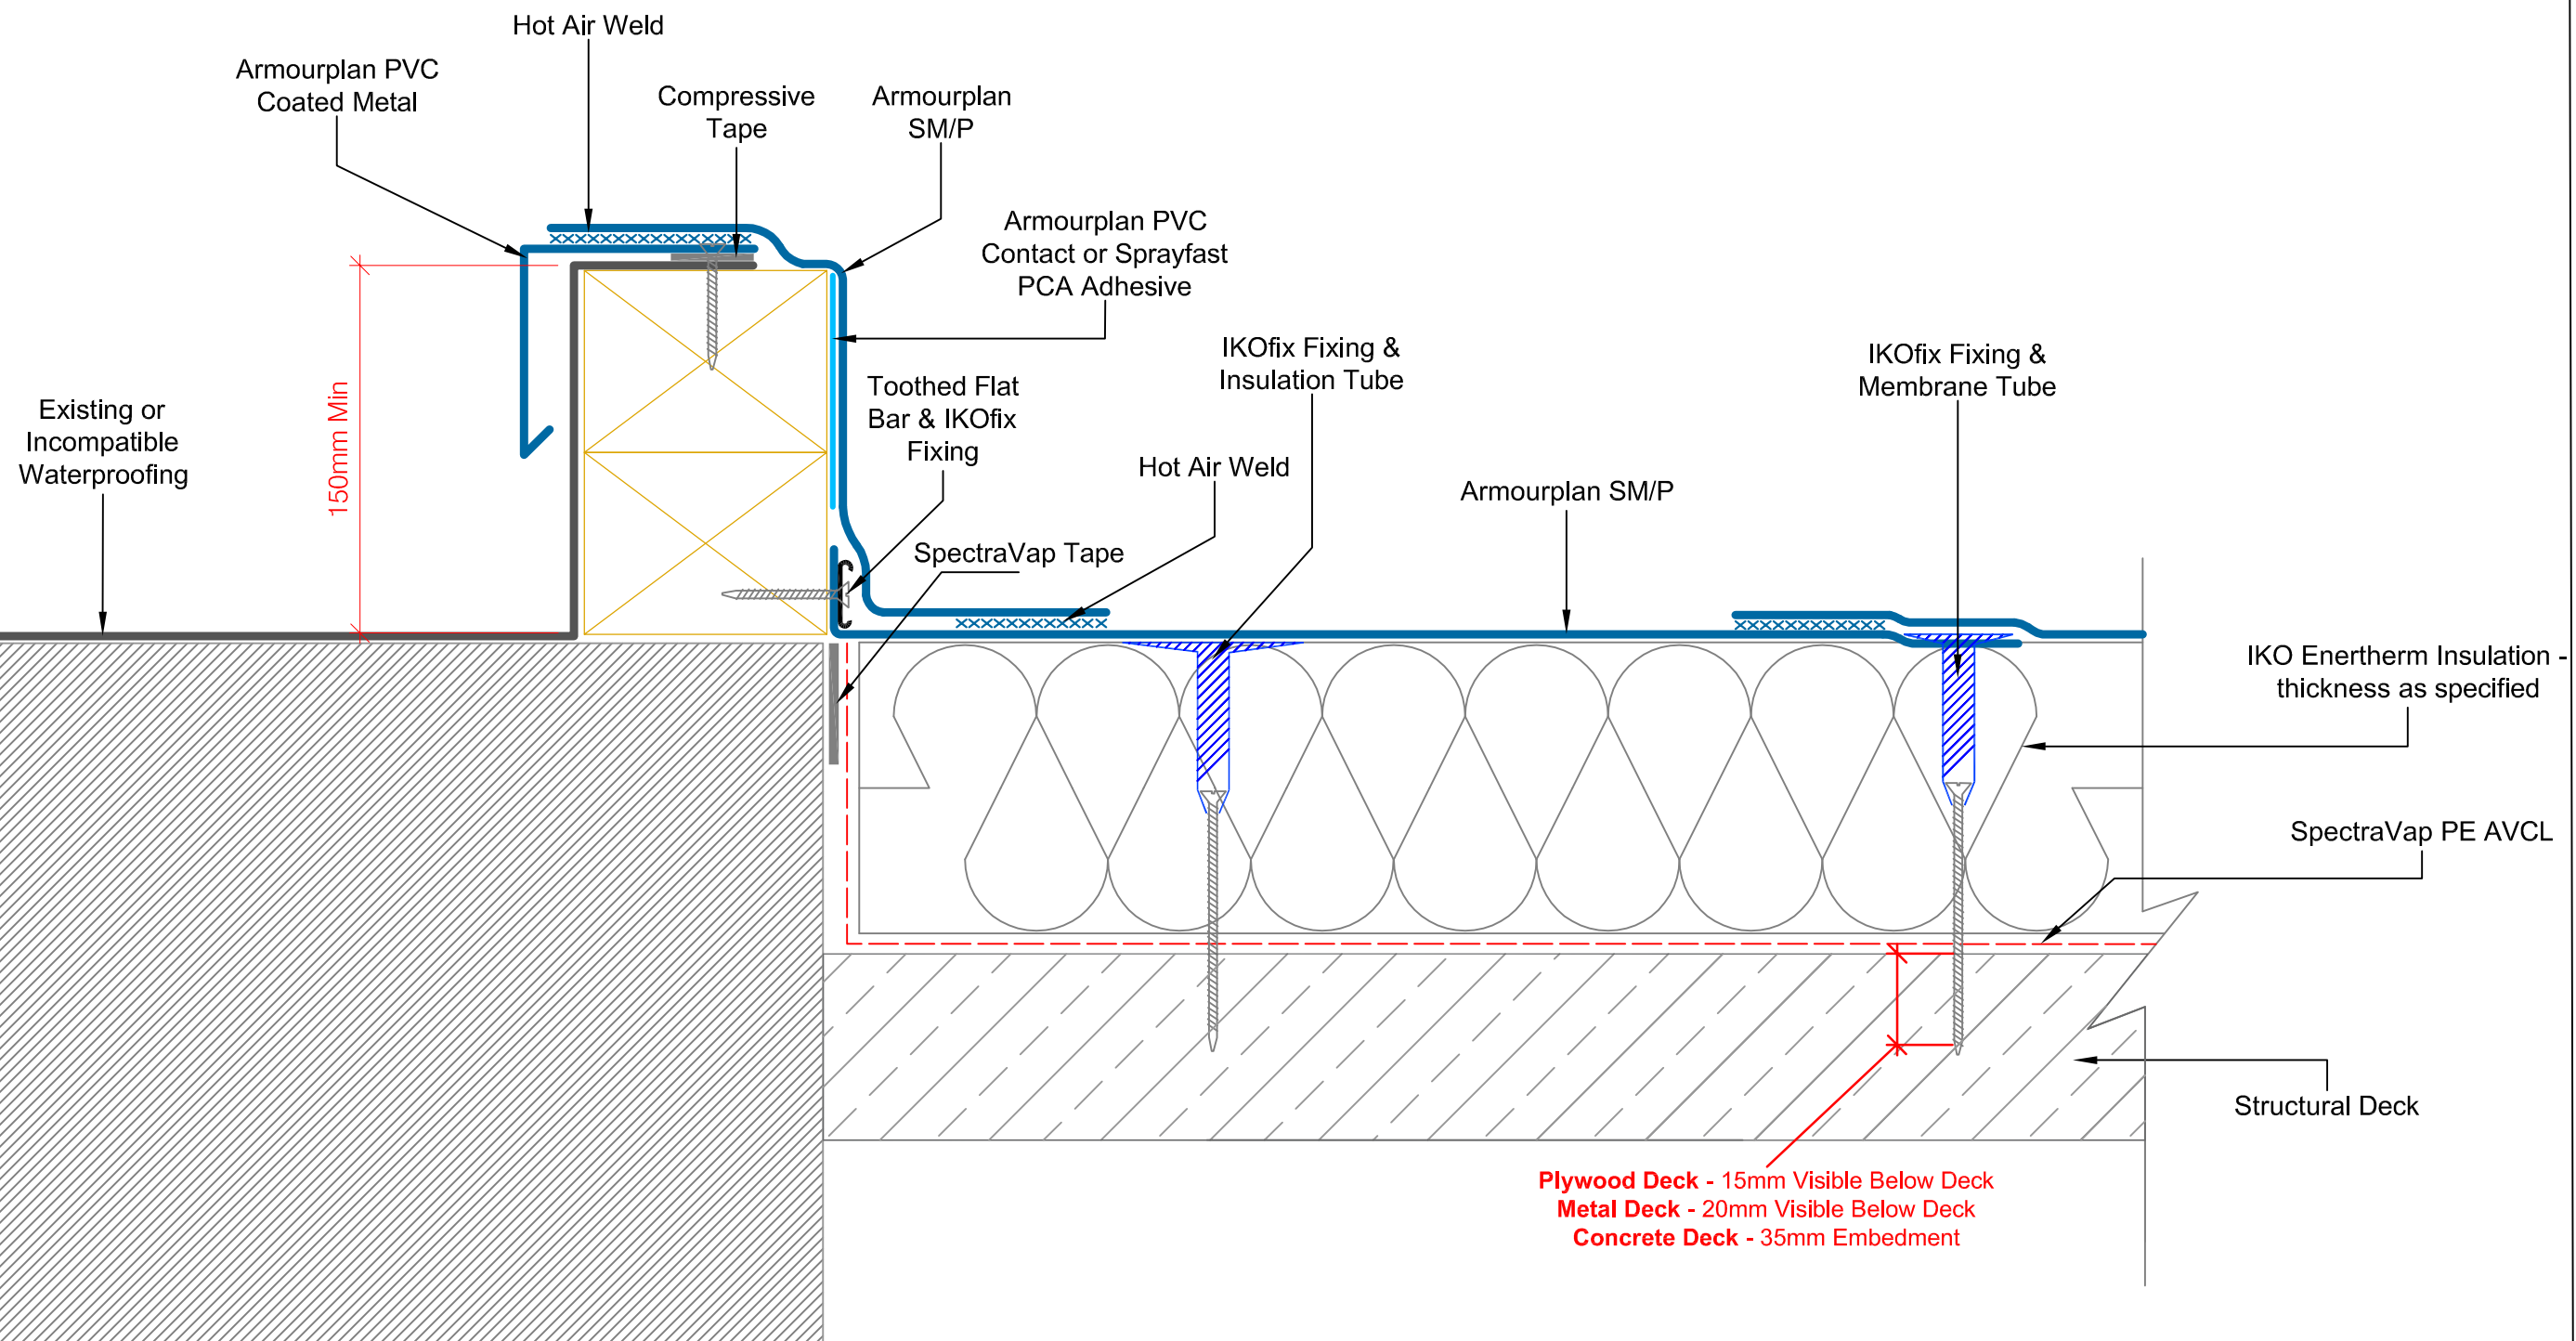 Hot Air Weld
Armourplan PVC
Coated Metal
Compressive
Tape
Armourplan
SM/P
Armourplan PVC
Contact or Sprayfast
PCA Adhesive
IKOfix Fixing &
Insulation Tube
IKOfix Fixing &
Membrane Tube
Existing or
Incompatible
Waterproofing
150mm Min
Toothed Flat
Bar & IKOfix
Fixing
Hot Air Weld
Armourplan SM/P
SpectraVap Tape
IKO Enertherm Insulation -
thickness as specified
SpectraVap PE AVCL
Structural Deck
Plywood Deck - 15mm Visible Below Deck
Metal Deck - 20mm Visible Below Deck
Concrete Deck - 35mm Embedment